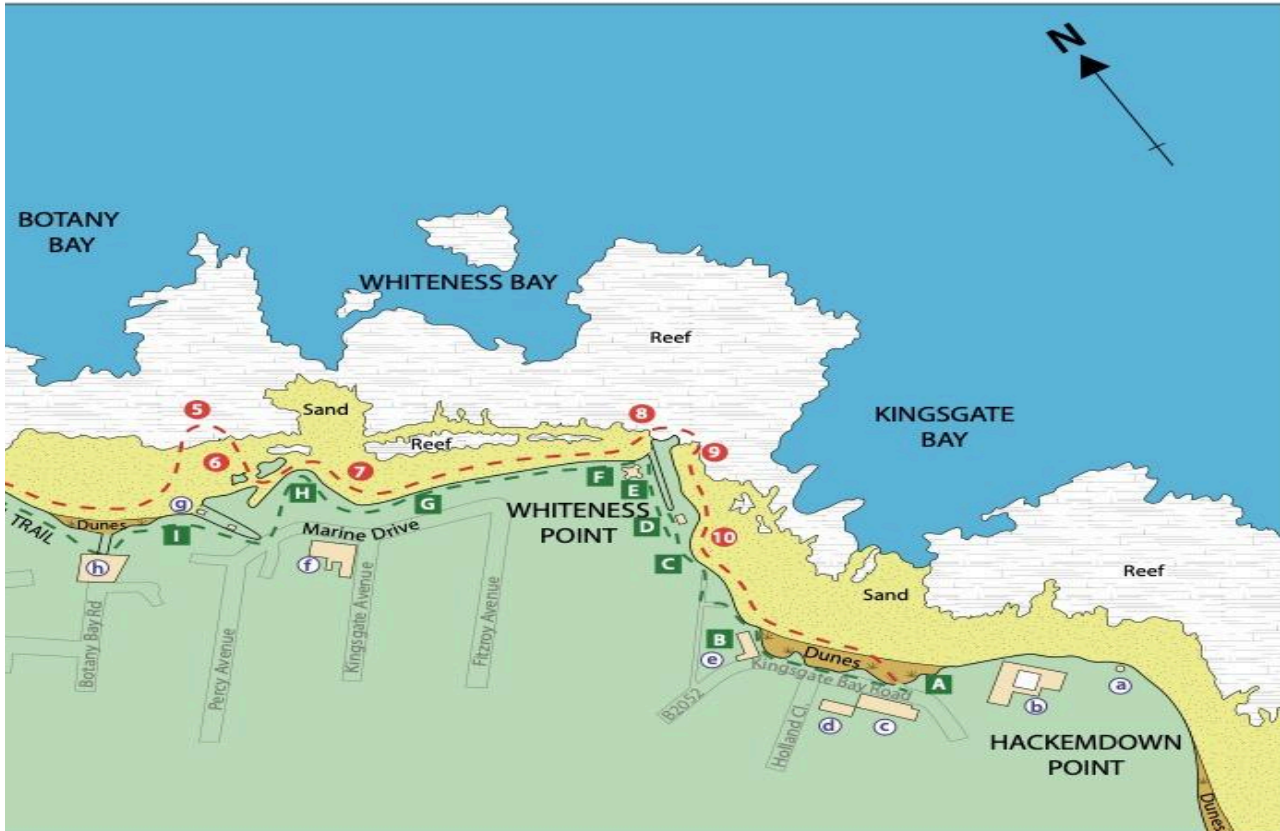 N
BOTANY
BAY
WHITENESS BAY
Reef
KINGSGATE
BAY
5
Sand
8
Reef
9
6
7
g
H
F
E
G
WHITENESS
POINT
D
10
C
Dunes
TRAIL
I
Marine Drive
h
f
Reef
Sand
B
e
Dunes
A
Kingsgate Bay Road
a
b
Botany Bay Rd
Percy Avenue
Kingsgate Avenue
Fitzroy Avenue
B2052
Holland Cl.
d
c
HACKEMDOWN
POINT
Dunes